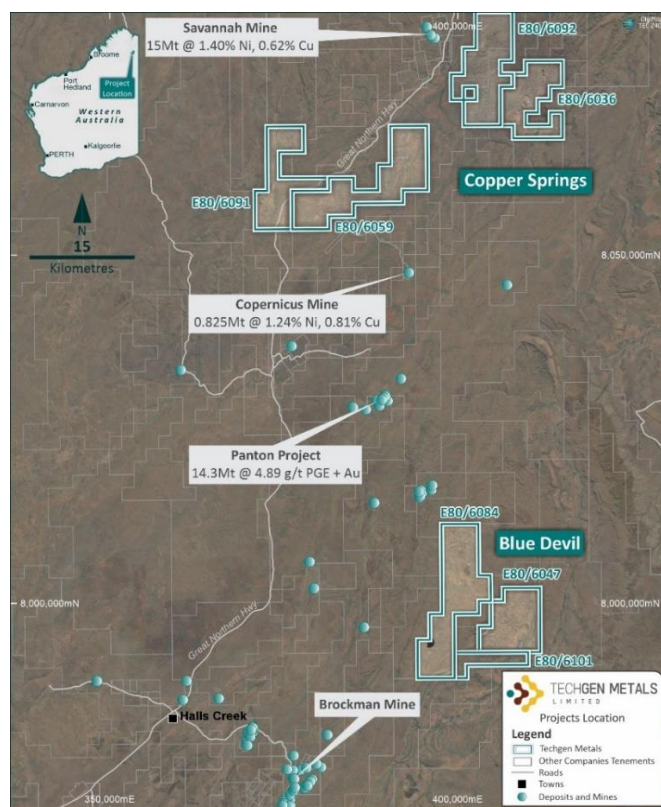 Savannah Mine
15Mt @ 1.40% Ni, 0.62% Cu
400,000mE
E80/6092
E80/6036
Broome
Project
Location
Port
Hedland
Carnarvon
Western
Australia
Kalgoorlie
PERTH
Great Northern Hwy
Copper Springs
E80/6091
E80/6059
N
15
Kilometres
8,050,000mN
Copernicus Mine
0.825Mt @ 1.24% Ni, 0.81% Cu
Panton Project
14.3Mt @ 4.89 g/t PGE + Au
E80/6084
Blue Devil
E80/6047
8,000,000mN
8,000,000mN
Great Northern Hwy
E80/6101
Brockman Mine
Halls Creek
TECHGEN METALS
LIMITED
Projects Location
Legend
Techgen Metals
Other Companies Tenements
Roads
Towns
Deposits and Mines
350,000mE
400,000mE